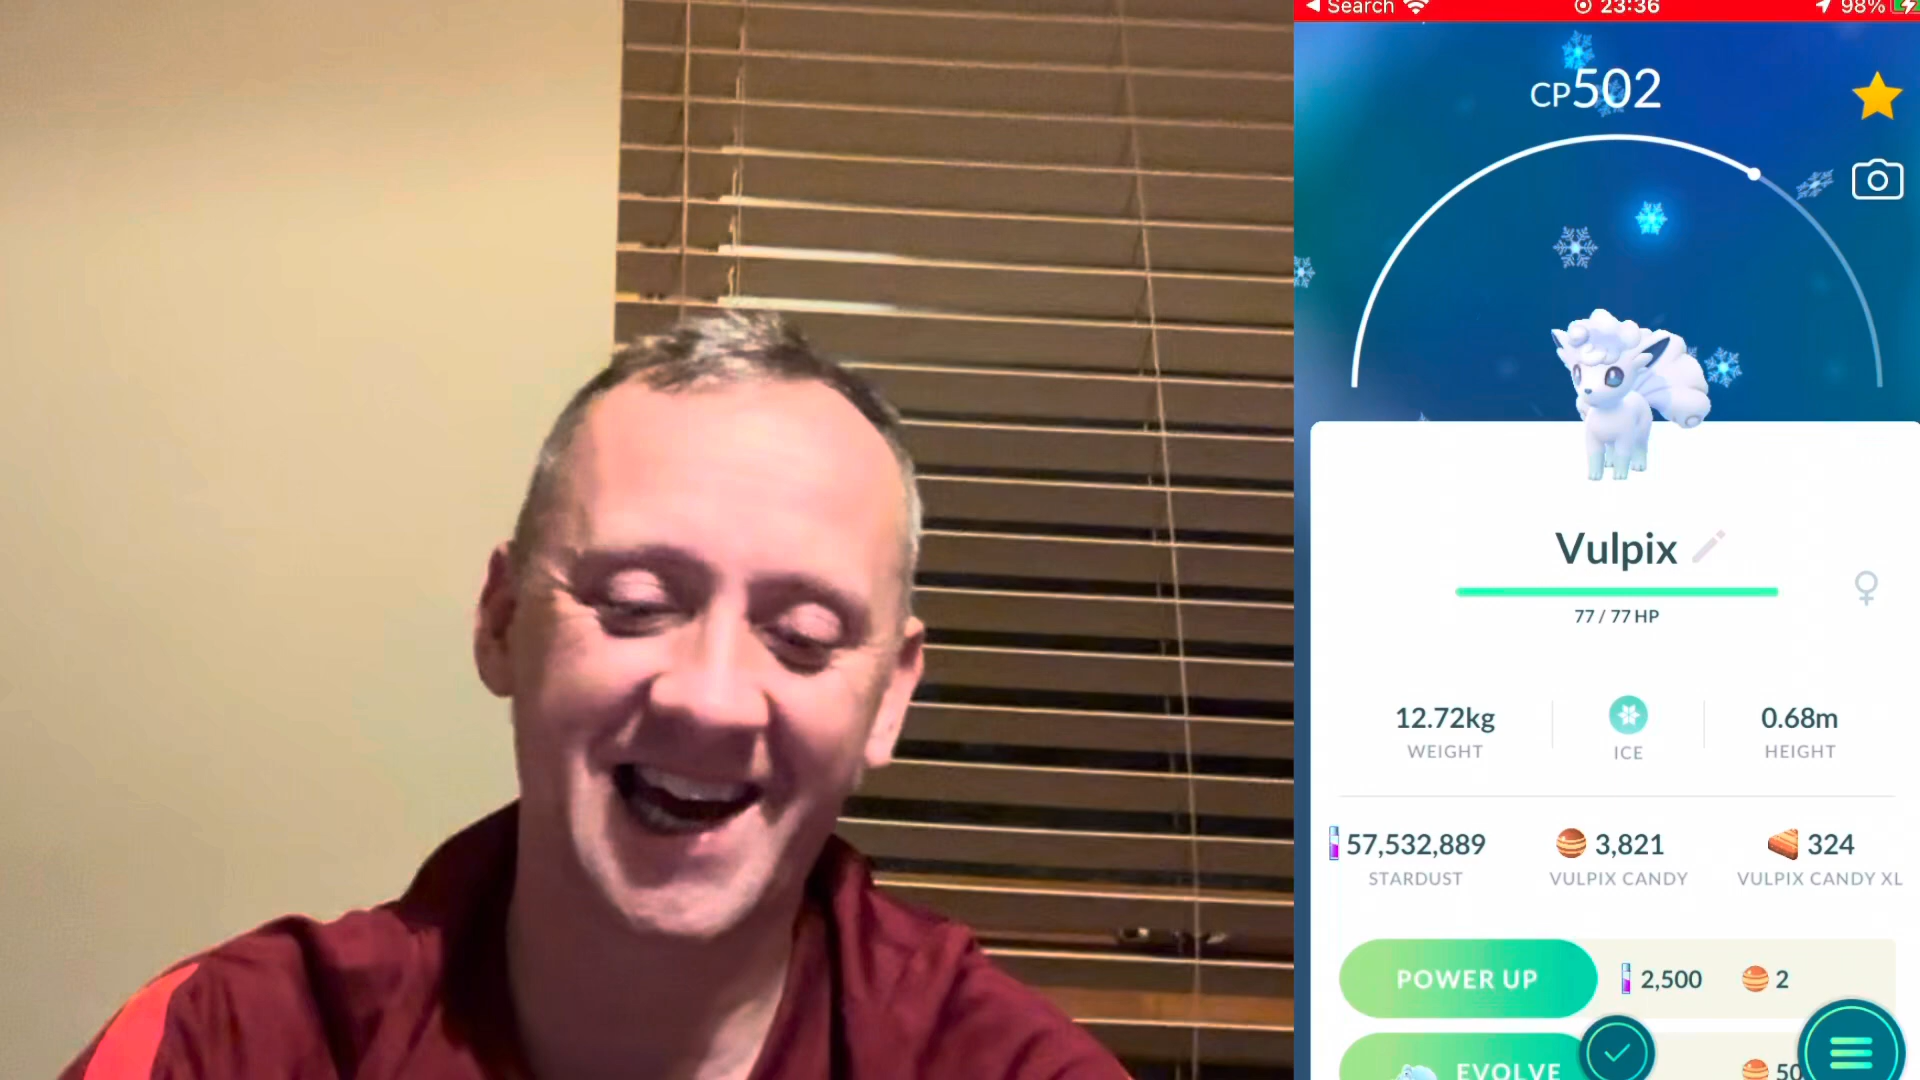 ◀ Search 23:36 98%
CP502
Vulpix
77 / 77 HP
12.72kg
WEIGHT
ICE
0.68m
HEIGHT
57,532,889
STARDUST
3,821
VULPIX CANDY
324
VULPIX CANDY XL
POWER UP 2,500 2
EVOLVE 50